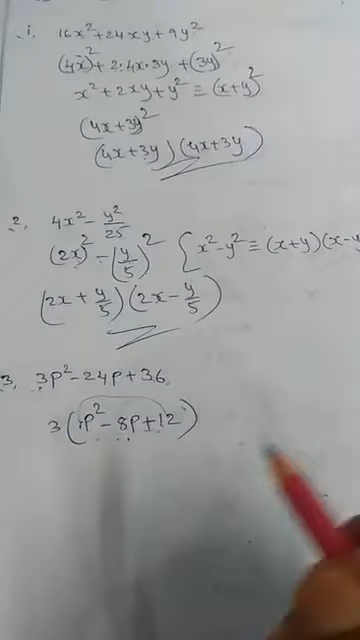 1. 16x²+24xy+9y²
(4x)²+2·4x·3y+(3y)²
x²+2xy+y² ≡ (x+y)²
(4x+3y)²
(4x+3y)(4x+3y)
2, 4x² - y²/25
(2x)² - (y/5)² {x²-y² ≡ (x+y)(x-y
(2x + y/5)(2x - y/5)
3, 3p²-24p+36,
3(p²-8p+12)